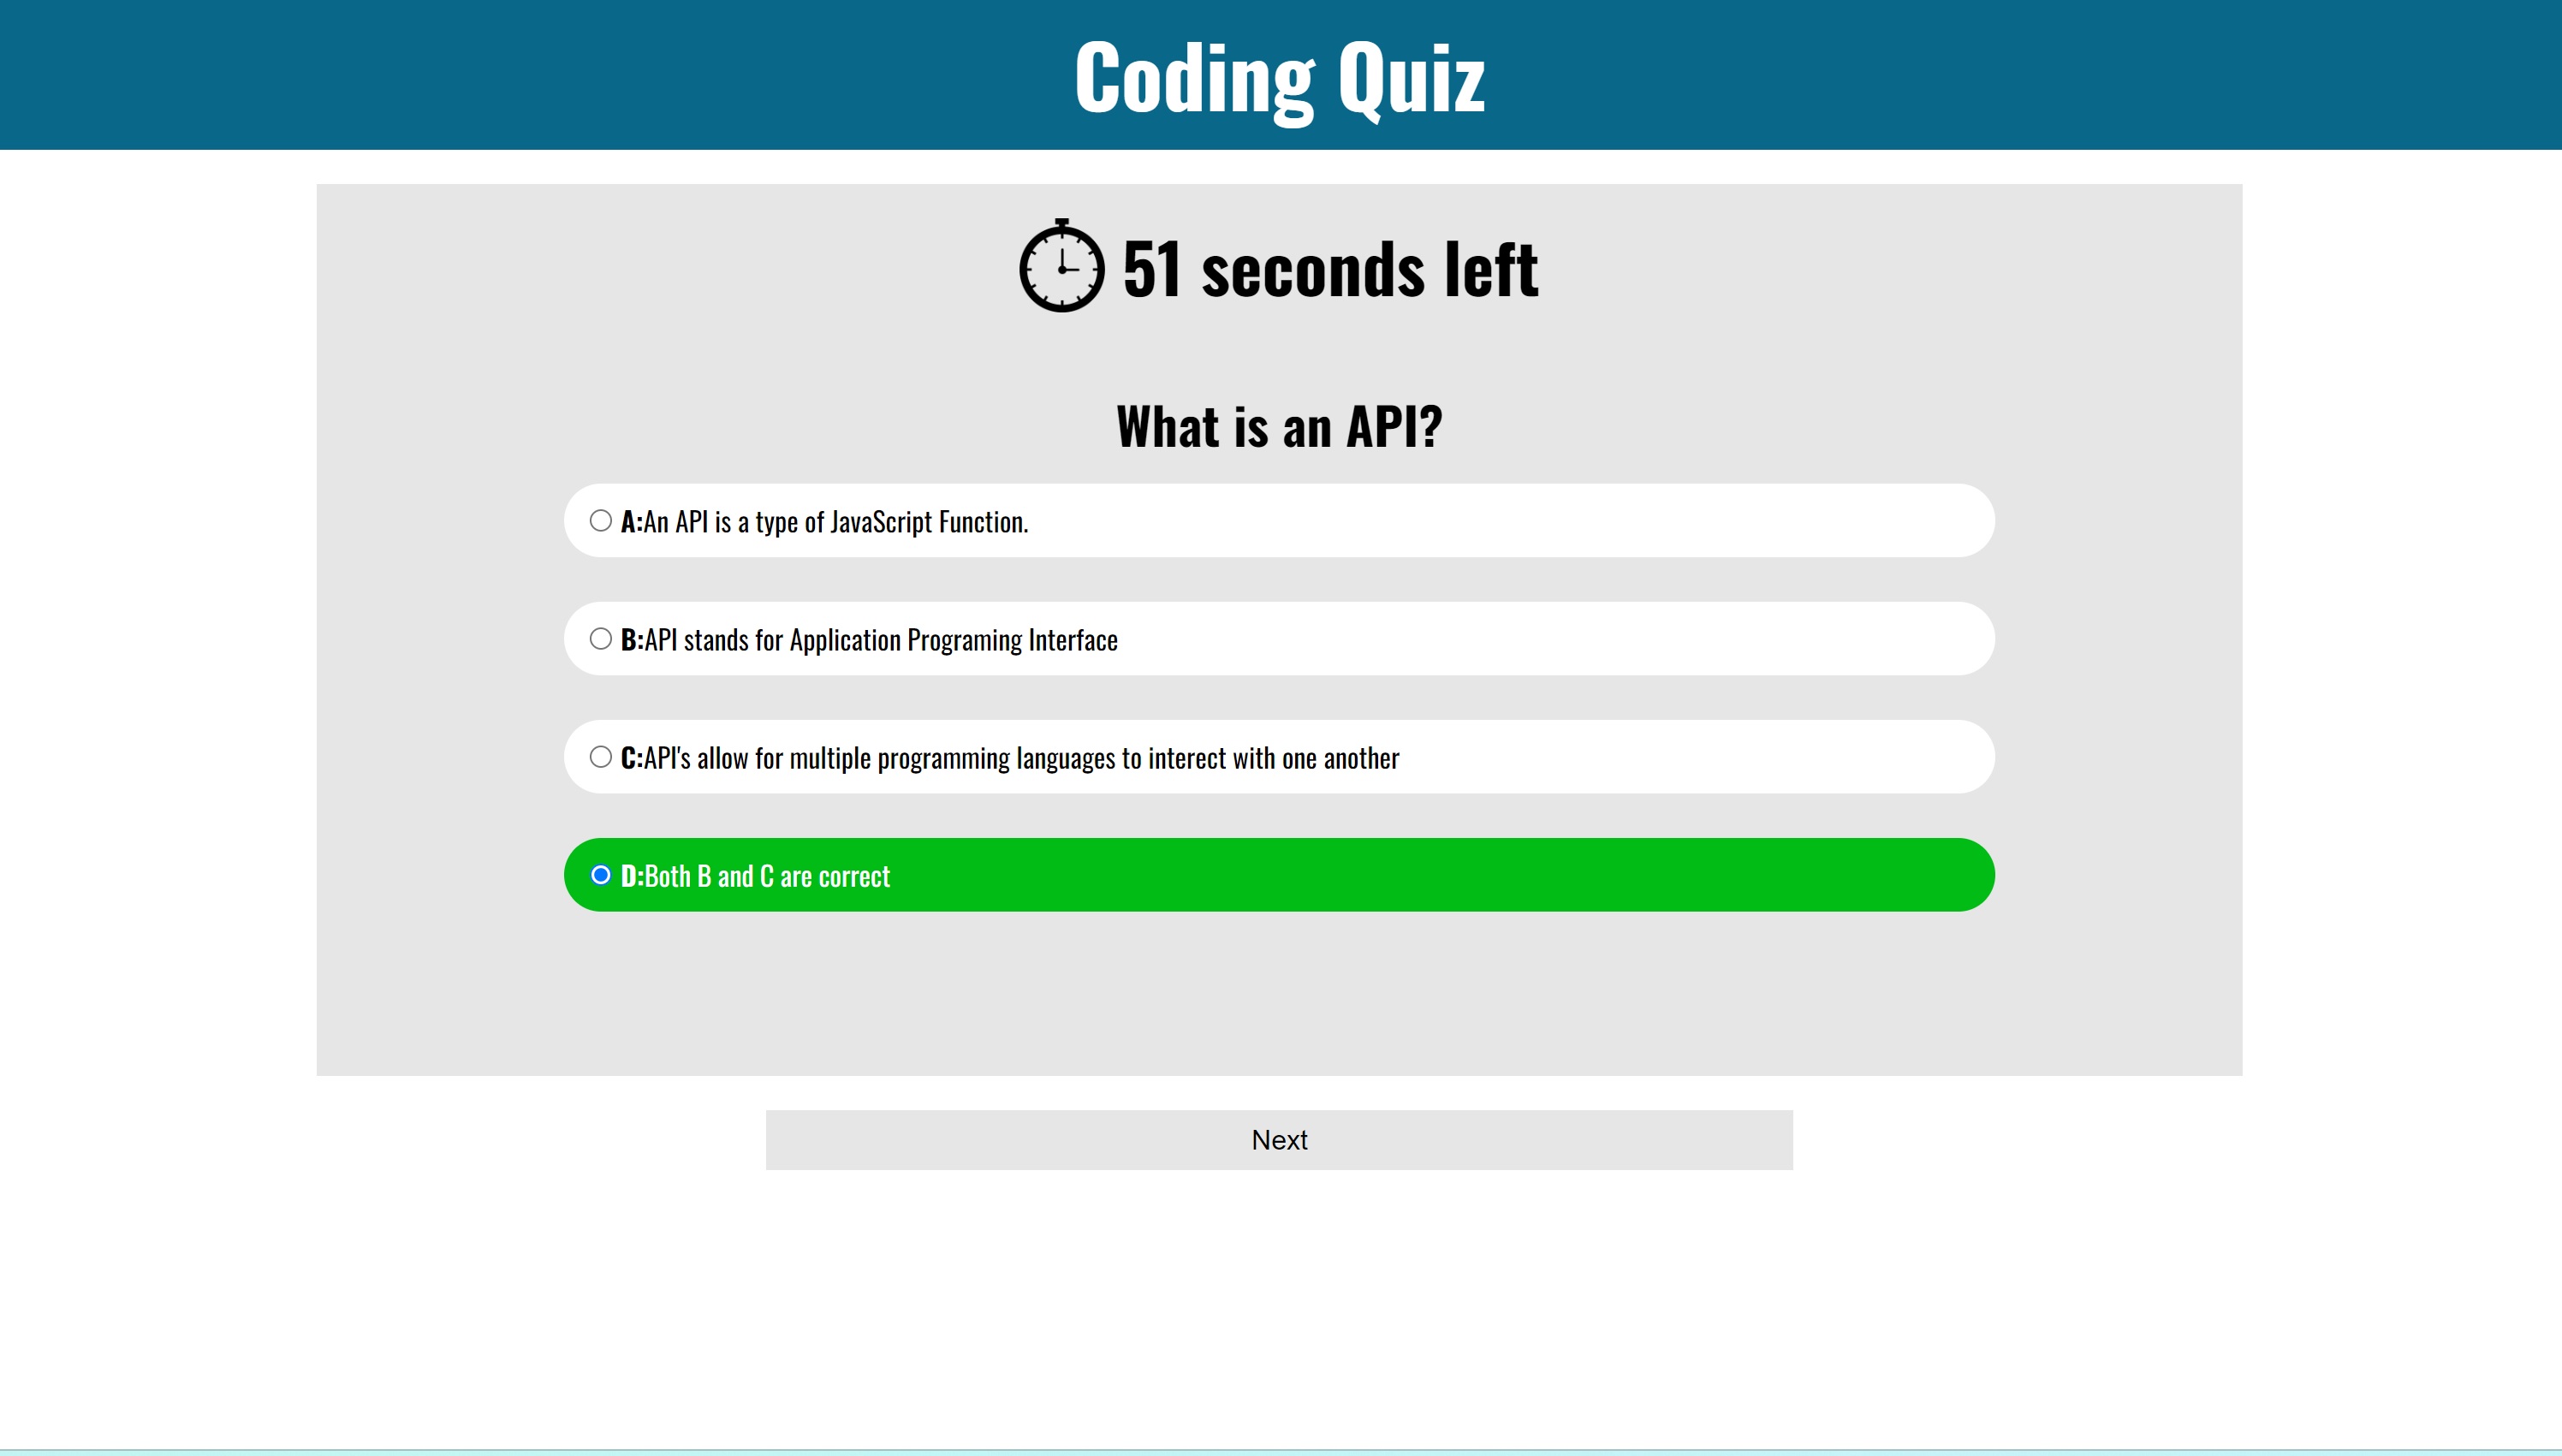 Coding Quiz
51 seconds left
What is an API?
A:An API is a type of JavaScript Function.
B:API stands for Application Programing Interface
C:API's allow for multiple programming languages to interect with one another
D:Both B and C are correct
Next